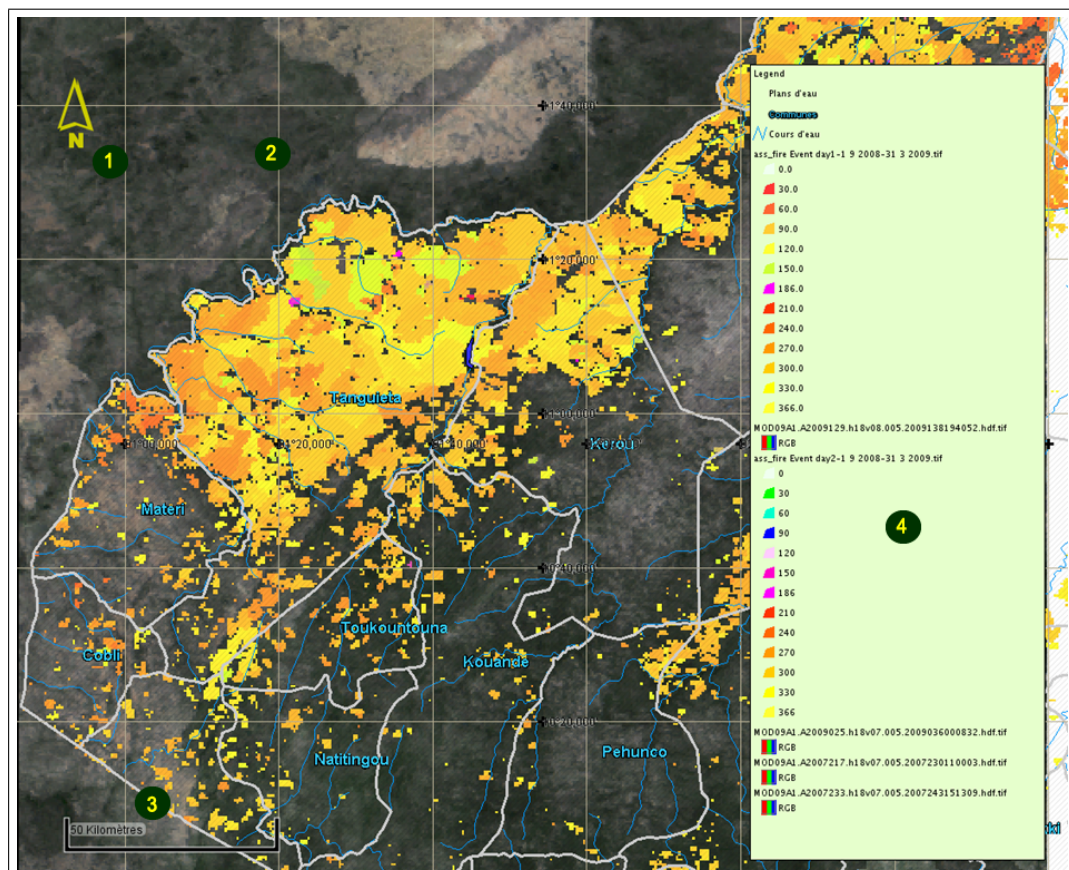 N
1
2
3
4
50 Kilomètres
1°40,000'
1°20,000'
1°00,000'
1°20,000'
Tanguieta
Kerou
Materi
Cobli
Toukountouna
Kouande
Natitingou
Pehunco
0°40,000'
0°20,000'
Legend
Plans d'eau
Communes
Cours d'eau
ass_fire Event day1-1 9 2008-31 3 2009.tif
0.0
30.0
60.0
90.0
120.0
150.0
186.0
210.0
240.0
270.0
300.0
330.0
366.0
MOD09A1.A2009129.h18v08.005.2009138194052.hdf.tif
RGB
ass_fire Event day2-1 9 2008-31 3 2009.tif
0
30
60
90
120
150
186
210
240
270
300
330
366
MOD09A1.A2009025.h18v07.005.2009036000832.hdf.tif
RGB
MOD09A1.A2007217.h18v07.005.2007230110003.hdf.tif
RGB
MOD09A1.A2007233.h18v07.005.2007243151309.hdf.tif
RGB